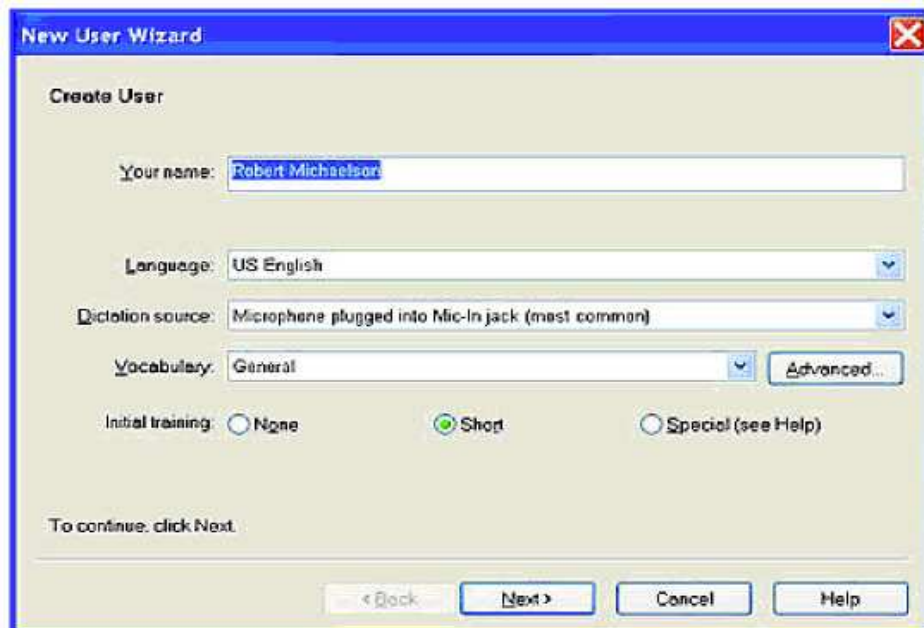 New User Wizard
Create User
Your name: Robert Michaelson
Language: US English
Dictation source: Microphone plugged into Mic-In jack (most common)
Vocabulary: General Advanced...
Initial training: None Short Special (see Help)
To continue, click Next.
< Back Next > Cancel Help